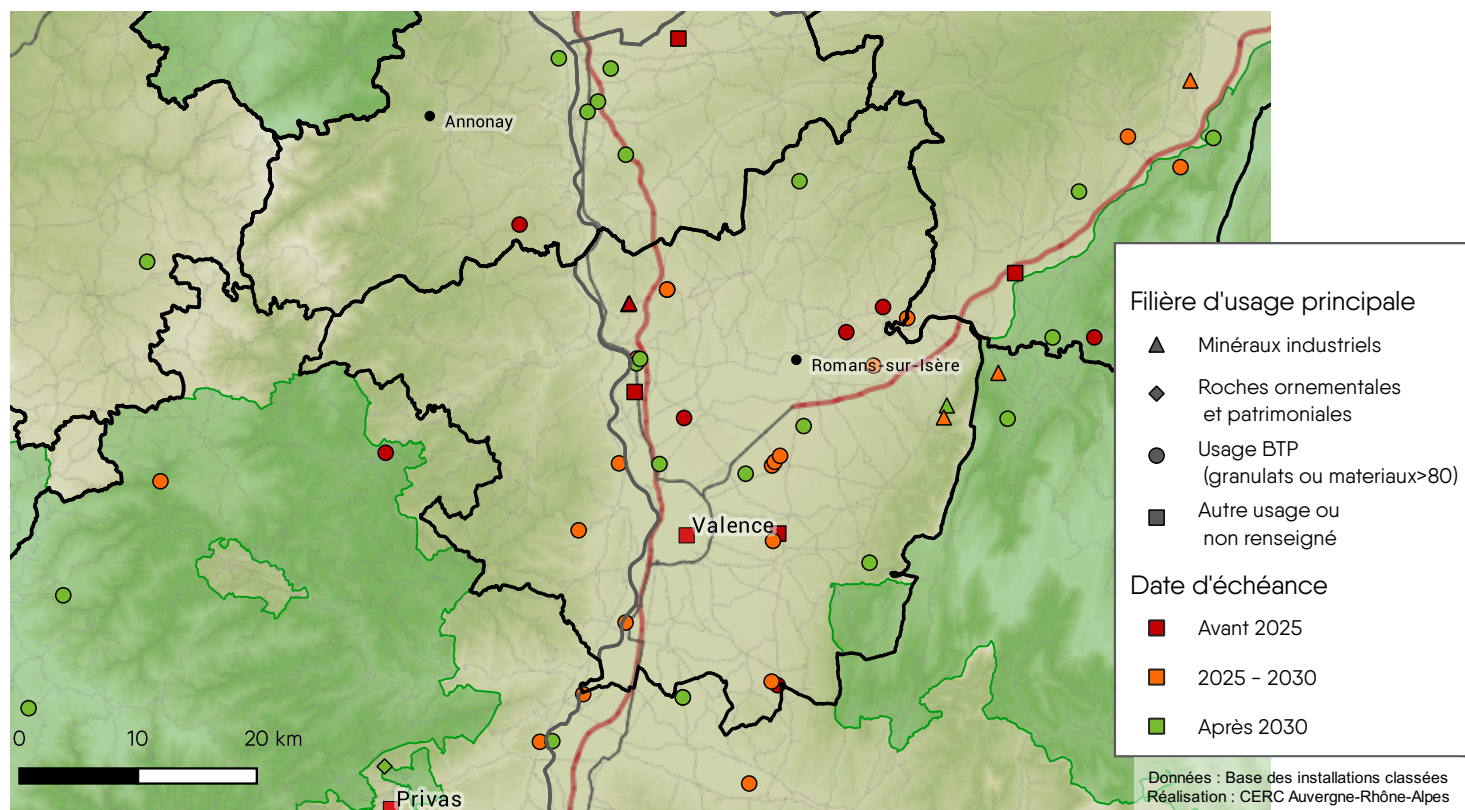 Annonay
Romans-sur-Isère
Valence
Privas
0 10 20 km
Filière d'usage principale
Minéraux industriels
Roches ornementales
et patrimoniales
Usage BTP
(granulats ou materiaux>80)
Autre usage ou
non renseigné
Date d'échéance
Avant 2025
2025 - 2030
Après 2030
Données : Base des installations classées
Réalisation : CERC Auvergne-Rhône-Alpes